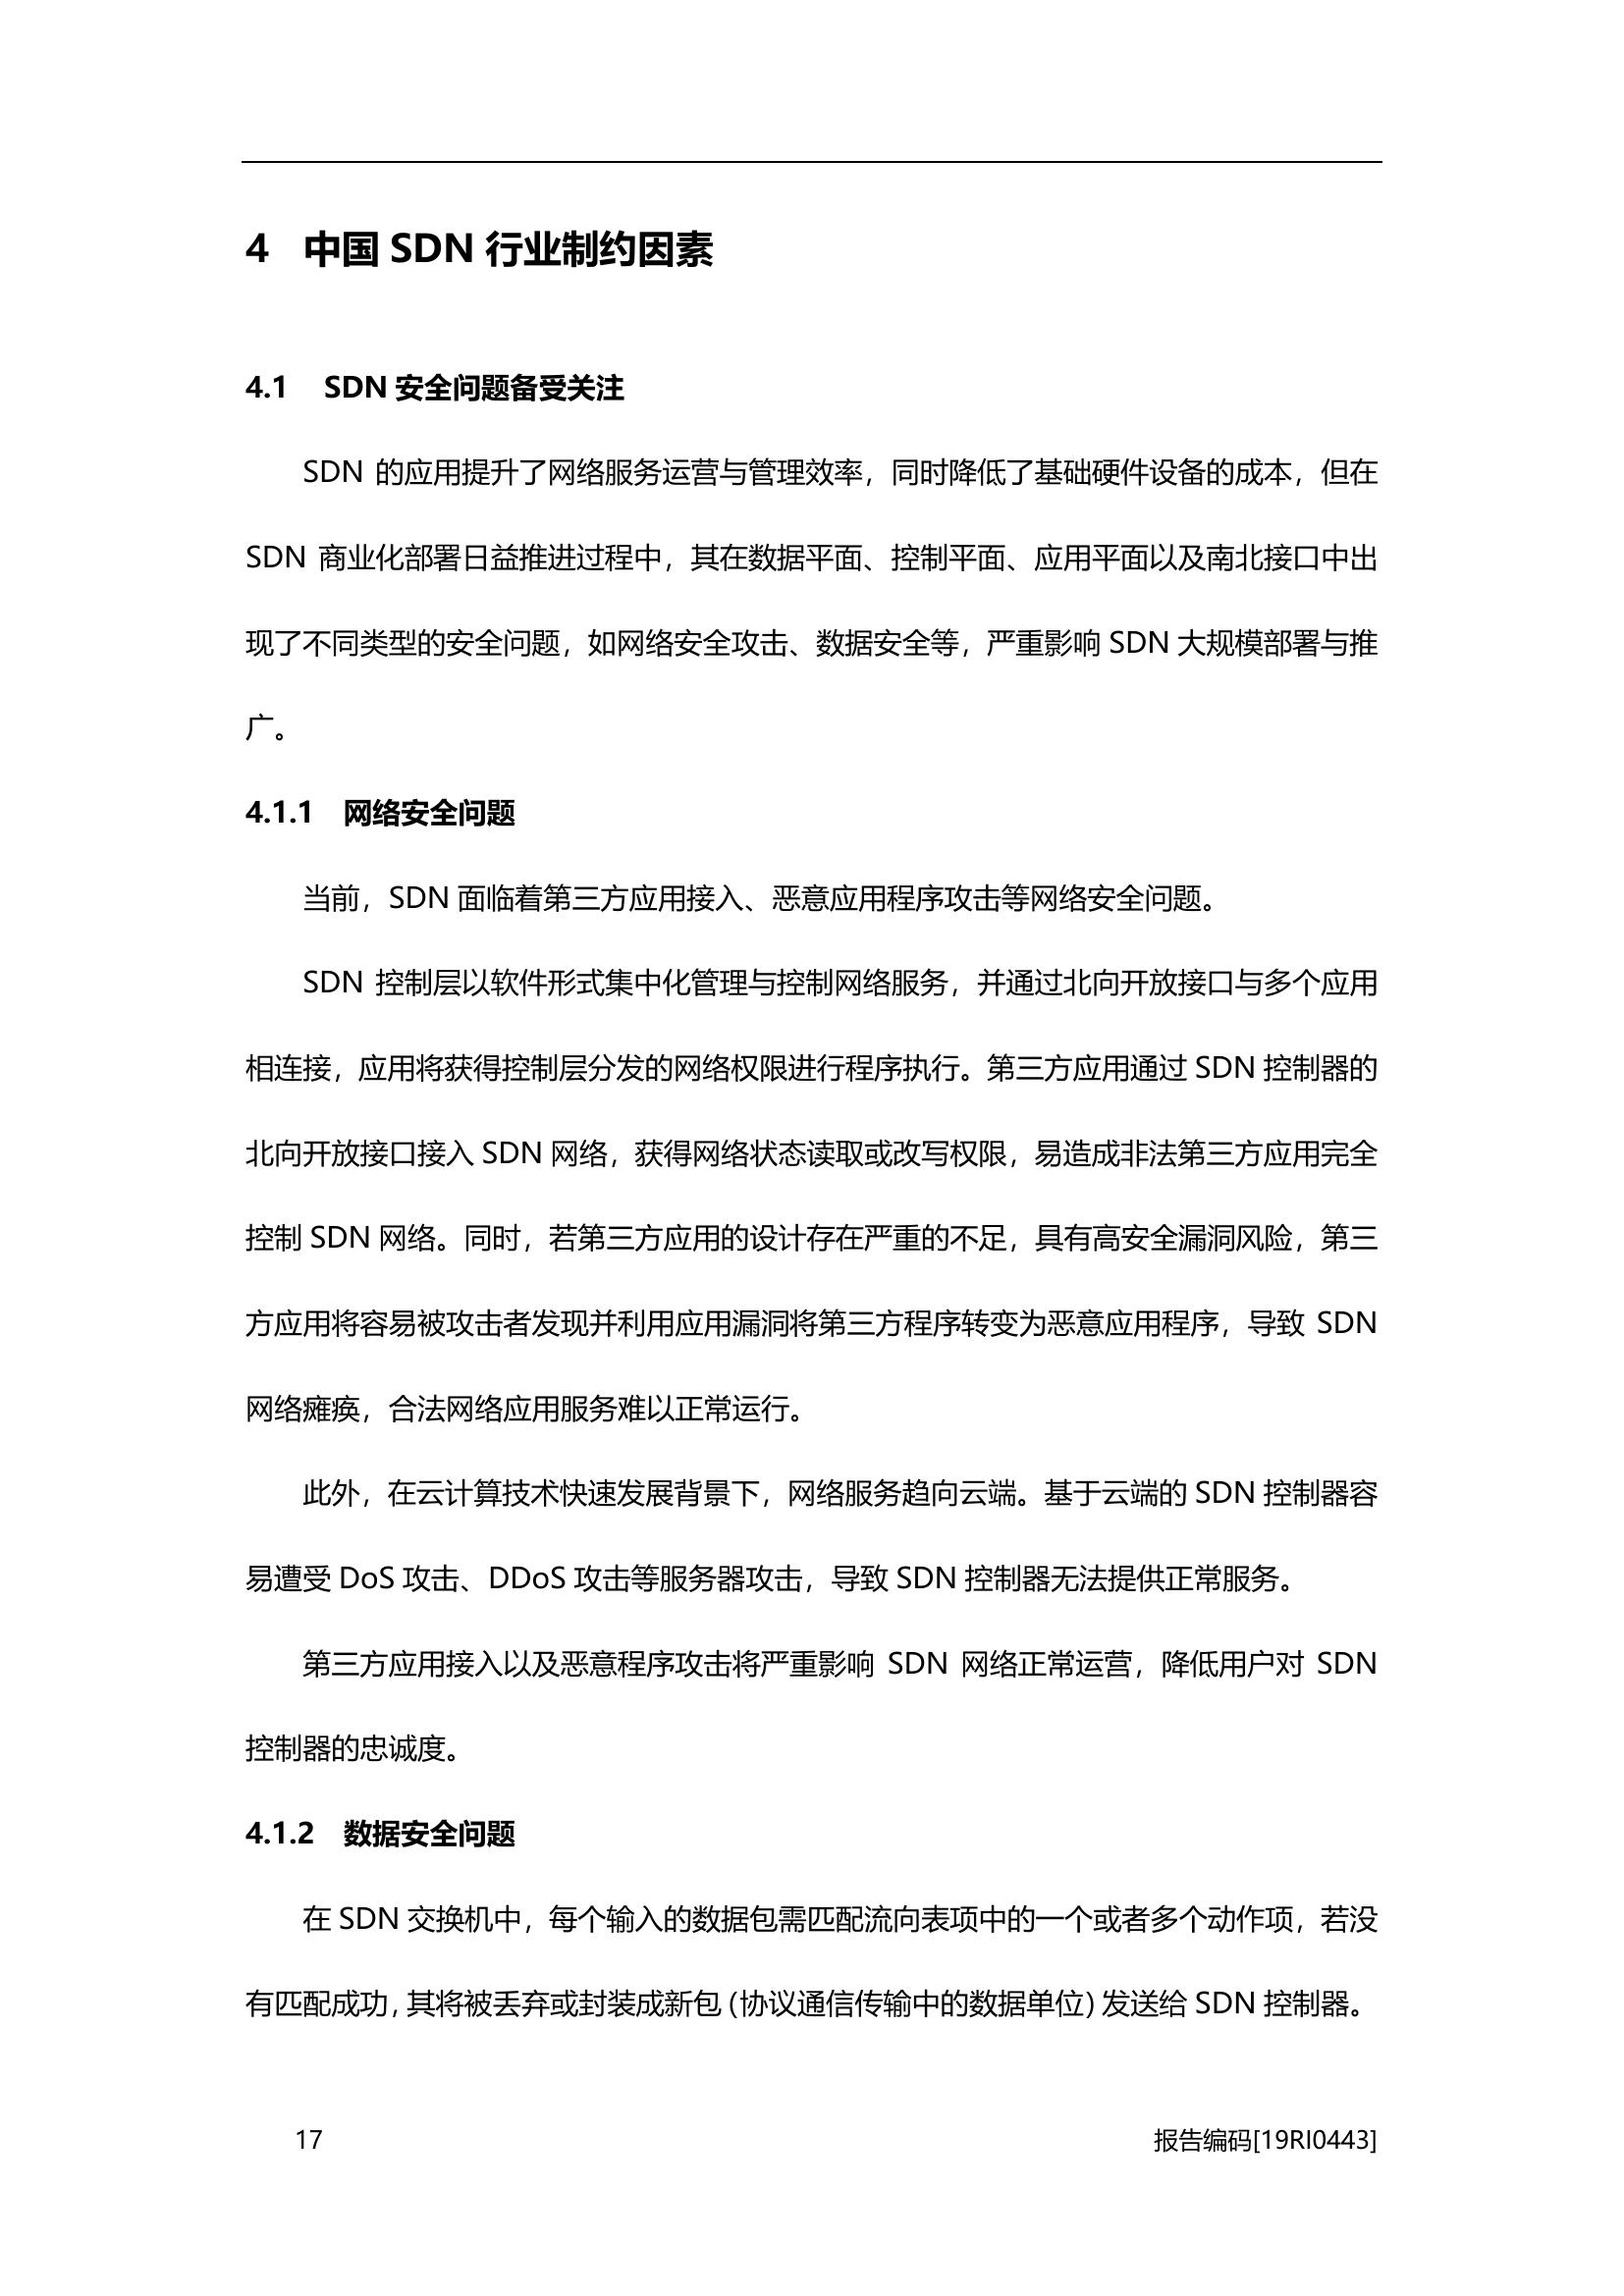 4 中国 SDN 行业制约因素
4.1 SDN 安全问题备受关注
SDN 的应用提升了网络服务运营与管理效率，同时降低了基础硬件设备的成本，但在
SDN 商业化部署日益推进过程中，其在数据平面、控制平面、应用平面以及南北接口中出
现了不同类型的安全问题，如网络安全攻击、数据安全等，严重影响 SDN 大规模部署与推
广。
4.1.1 网络安全问题
当前，SDN 面临着第三方应用接入、恶意应用程序攻击等网络安全问题。
SDN 控制层以软件形式集中化管理与控制网络服务，并通过北向开放接口与多个应用
相连接，应用将获得控制层分发的网络权限进行程序执行。第三方应用通过 SDN 控制器的
北向开放接口接入 SDN 网络，获得网络状态读取或改写权限，易造成非法第三方应用完全
控制 SDN 网络。同时，若第三方应用的设计存在严重的不足，具有高安全漏洞风险，第三
方应用将容易被攻击者发现并利用应用漏洞将第三方程序转变为恶意应用程序，导致 SDN
网络瘫痪，合法网络应用服务难以正常运行。
此外，在云计算技术快速发展背景下，网络服务趋向云端。基于云端的 SDN 控制器容
易遭受 DoS 攻击、DDoS 攻击等服务器攻击，导致 SDN 控制器无法提供正常服务。
第三方应用接入以及恶意程序攻击将严重影响 SDN 网络正常运营，降低用户对 SDN
控制器的忠诚度。
4.1.2 数据安全问题
在 SDN 交换机中，每个输入的数据包需匹配流向表项中的一个或者多个动作项，若没
有匹配成功，其将被丢弃或封装成新包（协议通信传输中的数据单位）发送给 SDN 控制器。
17 报告编码[19RI0443]